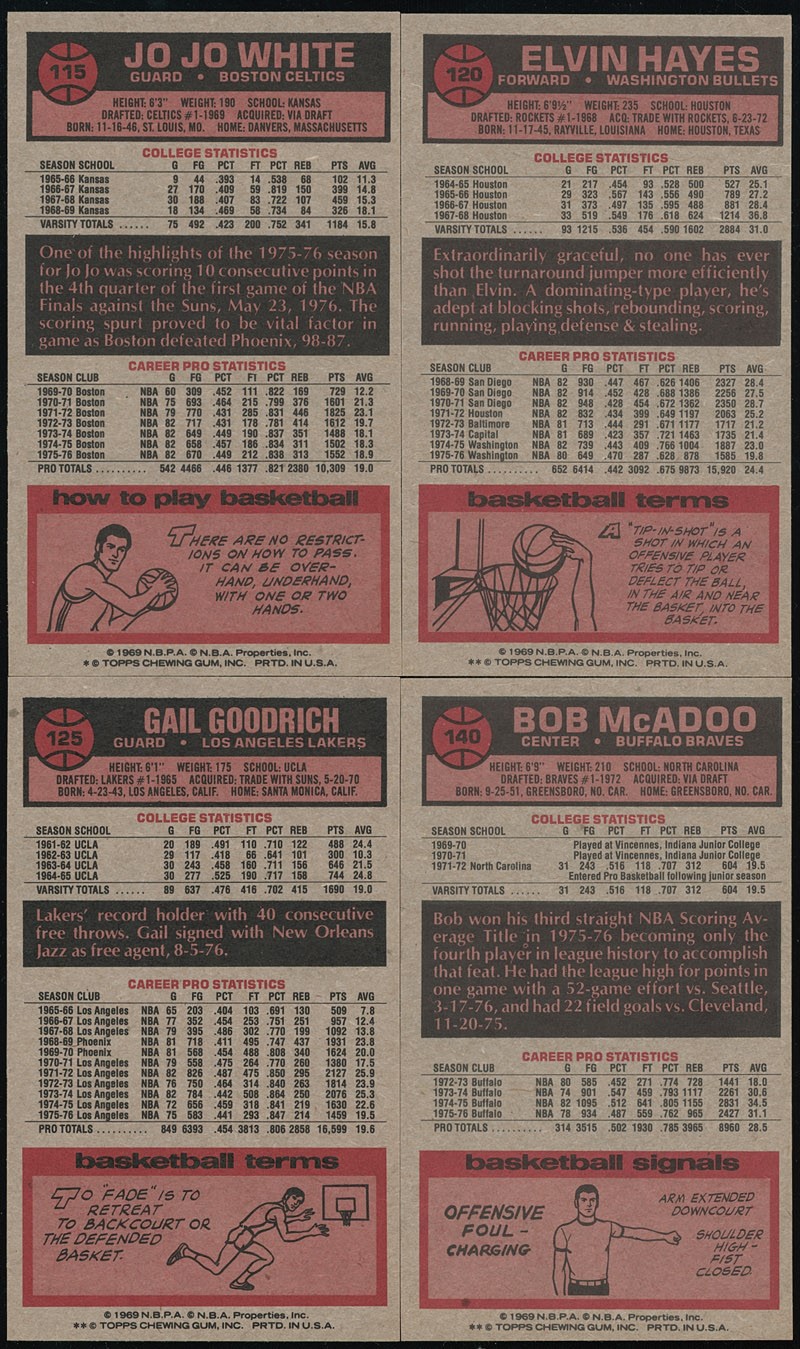 115
JO JO WHITE
GUARD • BOSTON CELTICS
HEIGHT: 6'3" WEIGHT: 190 SCHOOL: KANSAS
DRAFTED: CELTICS #1-1969 ACQUIRED: VIA DRAFT
BORN: 11-16-46, ST. LOUIS, MO. HOME: DANVERS, MASSACHUSETTS
COLLEGE STATISTICS
SEASON SCHOOL G FG PCT FT PCT REB PTS AVG
1965-66 Kansas 9 44 .393 14 .538 68 102 11.3
1966-67 Kansas 27 170 .409 59 .819 150 399 14.8
1967-68 Kansas 30 188 .407 83 .722 107 459 15.3
1968-69 Kansas 18 134 .469 58 .734 84 326 18.1
VARSITY TOTALS ...... 75 492 .423 200 .752 341 1184 15.8
One of the highlights of the 1975-76 season
for Jo Jo was scoring 10 consecutive points in
the 4th quarter of the first game of the NBA
Finals against the Suns, May 23, 1976. The
scoring spurt proved to be vital factor in
game as Boston defeated Phoenix, 98-87.
CAREER PRO STATISTICS
SEASON CLUB G FG PCT FT PCT REB PTS AVG
1969-70 Boston NBA 60 309 .452 111 .822 169 729 12.2
1970-71 Boston NBA 75 693 .464 215 .799 376 1601 21.3
1971-72 Boston NBA 79 770 .431 285 .831 446 1825 23.1
1972-73 Boston NBA 82 717 .431 178 .781 414 1612 19.7
1973-74 Boston NBA 82 649 .449 190 .837 351 1488 18.1
1974-75 Boston NBA 82 658 .457 186 .834 311 1502 18.3
1975-76 Boston NBA 82 670 .449 212 .838 313 1552 18.9
PRO TOTALS .......... 542 4466 .446 1377 .821 2380 10,309 19.0
how to play basketball
THERE ARE NO RESTRICT-
IONS ON HOW TO PASS.
IT CAN BE OVER-
HAND, UNDERHAND,
WITH ONE OR TWO
HANDS.
© 1969 N.B.P.A. © N.B.A. Properties, Inc.
* © TOPPS CHEWING GUM, INC. PRTD. IN U.S.A.
120
ELVIN HAYES
FORWARD • WASHINGTON BULLETS
HEIGHT: 6'9½" WEIGHT: 235 SCHOOL: HOUSTON
DRAFTED: ROCKETS #1-1968 ACQ: TRADE WITH ROCKETS, 6-23-72
BORN: 11-17-45, RAYVILLE, LOUISIANA HOME: HOUSTON, TEXAS
COLLEGE STATISTICS
SEASON SCHOOL G FG PCT FT PCT REB PTS AVG
1964-65 Houston 21 217 .454 93 .528 500 527 25.1
1965-66 Houston 29 323 .567 143 .556 490 789 27.2
1966-67 Houston 31 373 .497 135 .595 488 881 28.4
1967-68 Houston 33 519 .549 176 .618 624 1214 36.8
VARSITY TOTALS ...... 93 1215 .536 454 .590 1602 2884 31.0
Extraordinarily graceful, no one has ever
shot the turnaround jumper more efficiently
than Elvin. A dominating-type player, he's
adept at blocking shots, rebounding, scoring,
running, playing defense & stealing.
CAREER PRO STATISTICS
SEASON CLUB G FG PCT FT PCT REB PTS AVG
1968-69 San Diego NBA 82 930 .447 467 .626 1406 2327 28.4
1969-70 San Diego NBA 82 914 .452 428 .688 1386 2256 27.5
1970-71 San Diego NBA 82 948 .428 454 .672 1362 2350 28.7
1971-72 Houston NBA 82 832 .434 399 .649 1197 2063 25.2
1972-73 Baltimore NBA 81 713 .444 291 .671 1177 1717 21.2
1973-74 Capital NBA 81 689 .423 357 .721 1463 1735 21.4
1974-75 Washington NBA 82 739 .443 409 .766 1004 1887 23.0
1975-76 Washington NBA 80 649 .470 287 .628 878 1585 19.8
PRO TOTALS .......... 652 6414 .442 3092 .675 9873 15,920 24.4
basketball terms
A "TIP-IN-SHOT" IS A
SHOT IN WHICH AN
OFFENSIVE PLAYER
TRIES TO TIP OR
DEFLECT THE BALL,
IN THE AIR AND NEAR
THE BASKET, INTO THE
BASKET.
© 1969 N.B.P.A. © N.B.A. Properties, Inc.
** © TOPPS CHEWING GUM, INC. PRTD. IN U.S.A.
125
GAIL GOODRICH
GUARD • LOS ANGELES LAKERS
HEIGHT: 6'1" WEIGHT: 175 SCHOOL: UCLA
DRAFTED: LAKERS #1-1965 ACQUIRED: TRADE WITH SUNS, 5-20-70
BORN: 4-23-43, LOS ANGELES, CALIF. HOME: SANTA MONICA, CALIF.
COLLEGE STATISTICS
SEASON SCHOOL G FG PCT FT PCT REB PTS AVG
1961-62 UCLA 20 189 .491 110 .710 122 488 24.4
1962-63 UCLA 29 117 .418 66 .641 101 300 10.3
1963-64 UCLA 30 243 .458 160 .711 156 646 21.5
1964-65 UCLA 30 277 .525 190 .717 158 744 24.8
VARSITY TOTALS ...... 89 637 .476 416 .702 415 1690 19.0
Lakers' record holder with 40 consecutive
free throws. Gail signed with New Orleans
Jazz as free agent, 8-5-76.
CAREER PRO STATISTICS
SEASON CLUB G FG PCT FT PCT REB PTS AVG
1965-66 Los Angeles NBA 65 203 .404 103 .691 130 509 7.8
1966-67 Los Angeles NBA 77 352 .454 253 .751 251 957 12.4
1967-68 Los Angeles NBA 79 395 .486 302 .770 199 1092 13.8
1968-69 Phoenix NBA 81 718 .411 495 .747 437 1931 23.8
1969-70 Phoenix NBA 81 568 .454 488 .808 340 1624 20.0
1970-71 Los Angeles NBA 79 558 .475 264 .770 260 1380 17.5
1971-72 Los Angeles NBA 82 826 .487 475 .850 295 2127 25.9
1972-73 Los Angeles NBA 76 750 .464 314 .840 263 1814 23.9
1973-74 Los Angeles NBA 82 784 .442 508 .864 250 2076 25.3
1974-75 Los Angeles NBA 72 656 .459 318 .841 219 1630 22.6
1975-76 Los Angeles NBA 75 583 .441 293 .847 214 1459 19.5
PRO TOTALS .......... 849 6393 .454 3813 .806 2858 16,599 19.6
basketball terms
TO "FADE" IS TO
RETREAT
TO BACKCOURT OR
THE DEFENDED
BASKET.
© 1969 N.B.P.A. © N.B.A. Properties, Inc.
** © TOPPS CHEWING GUM, INC. PRTD. IN U.S.A.
140
BOB McADOO
CENTER • BUFFALO BRAVES
HEIGHT: 6'9" WEIGHT: 210 SCHOOL: NORTH CAROLINA
DRAFTED: BRAVES #1-1972 ACQUIRED: VIA DRAFT
BORN: 9-25-51, GREENSBORO, NO. CAR. HOME: GREENSBORO, NO. CAR.
COLLEGE STATISTICS
SEASON SCHOOL G FG PCT FT PCT REB PTS AVG
1969-70 Played at Vincennes, Indiana Junior College
1970-71 Played at Vincennes, Indiana Junior College
1971-72 North Carolina 31 243 .516 118 .707 312 604 19.5
Entered Pro Basketball following junior season
VARSITY TOTALS ...... 31 243 .516 118 .707 312 604 19.5
Bob won his third straight NBA Scoring Av-
erage Title in 1975-76 becoming only the
fourth player in league history to accomplish
that feat. He had the league high for points in
one game with a 52-game effort vs. Seattle,
3-17-76, and had 22 field goals vs. Cleveland,
11-20-75.
CAREER PRO STATISTICS
SEASON CLUB G FG PCT FT PCT REB PTS AVG
1972-73 Buffalo NBA 80 585 .452 271 .774 728 1441 18.0
1973-74 Buffalo NBA 74 901 .547 459 .793 1117 2261 30.6
1974-75 Buffalo NBA 82 1095 .512 641 .805 1155 2831 34.5
1975-76 Buffalo NBA 78 934 .487 559 .762 965 2427 31.1
PRO TOTALS .......... 314 3515 .502 1930 .785 3965 8960 28.5
basketball signals
OFFENSIVE
FOUL -
CHARGING
ARM EXTENDED
DOWNCOURT
SHOULDER
HIGH -
FIST
CLOSED
© 1969 N.B.P.A. © N.B.A. Properties, Inc.
** © TOPPS CHEWING GUM, INC. PRTD. IN U.S.A.